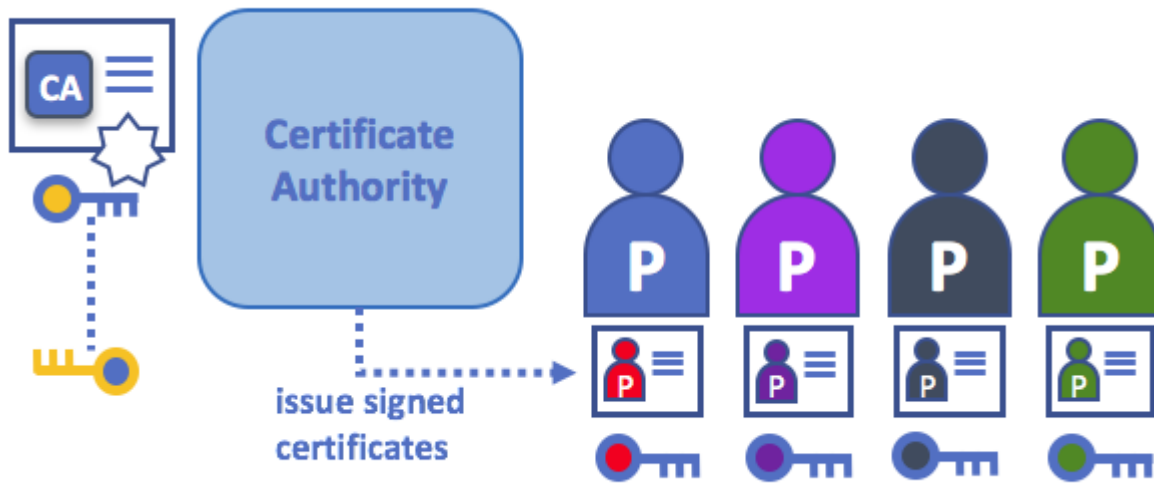 CA
Certificate
Authority
P P P P
issue signed
certificates
P P P P